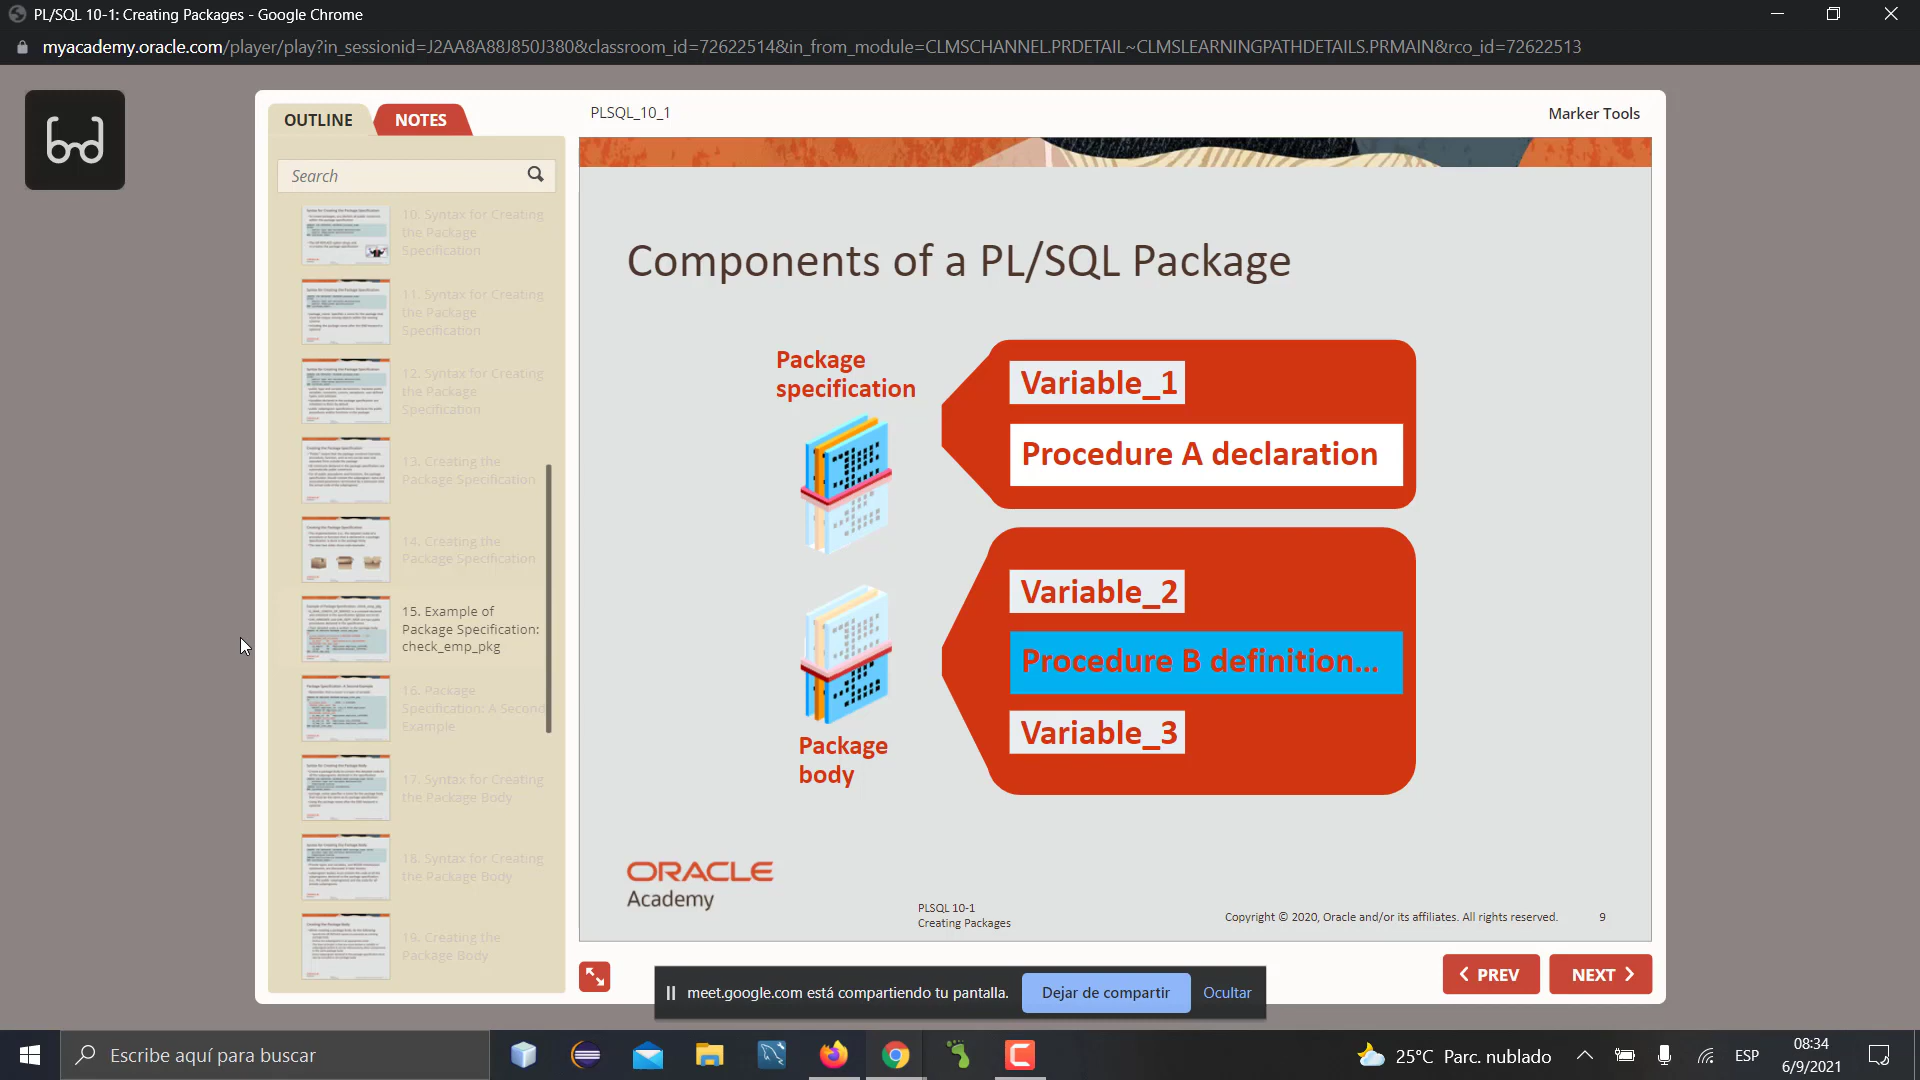 PL/SQL 10-1: Creating Packages - Google Chrome
myacademy.oracle.com/player/play?in_sessionid=J2AA8A88J850J380&classroom_id=72622514&in_from_module=CLMSCHANNEL.PRDETAIL~CLMSLEARNINGPATHDETAILS.PRMAIN&rco_id=72622513
OUTLINE
NOTES
PLSQL_10_1
Marker Tools
Search
10. Syntax for Creating
the Package
Specification
11. Syntax for Creating
the Package
Specification
12. Syntax for Creating
the Package
Specification
13. Creating the
Package Specification
14. Creating the
Package Specification
15. Example of
Package Specification:
check_emp_pkg
16. Package
Specification: A Second
Example
17. Syntax for Creating
the Package Body
18. Syntax for Creating
the Package Body
19. Creating the
Package Body
Components of a PL/SQL Package
Package
specification
Variable_1
Procedure A declaration
Variable_2
Procedure B definition...
Variable_3
Package
body
ORACLE
Academy
PLSQL 10-1
Creating Packages
Copyright © 2020, Oracle and/or its affiliates. All rights reserved.
9
PREV
NEXT
meet.google.com está compartiendo tu pantalla.
Dejar de compartir
Ocultar
Escribe aquí para buscar
25°C Parc. nublado
ESP
08:34
6/9/2021